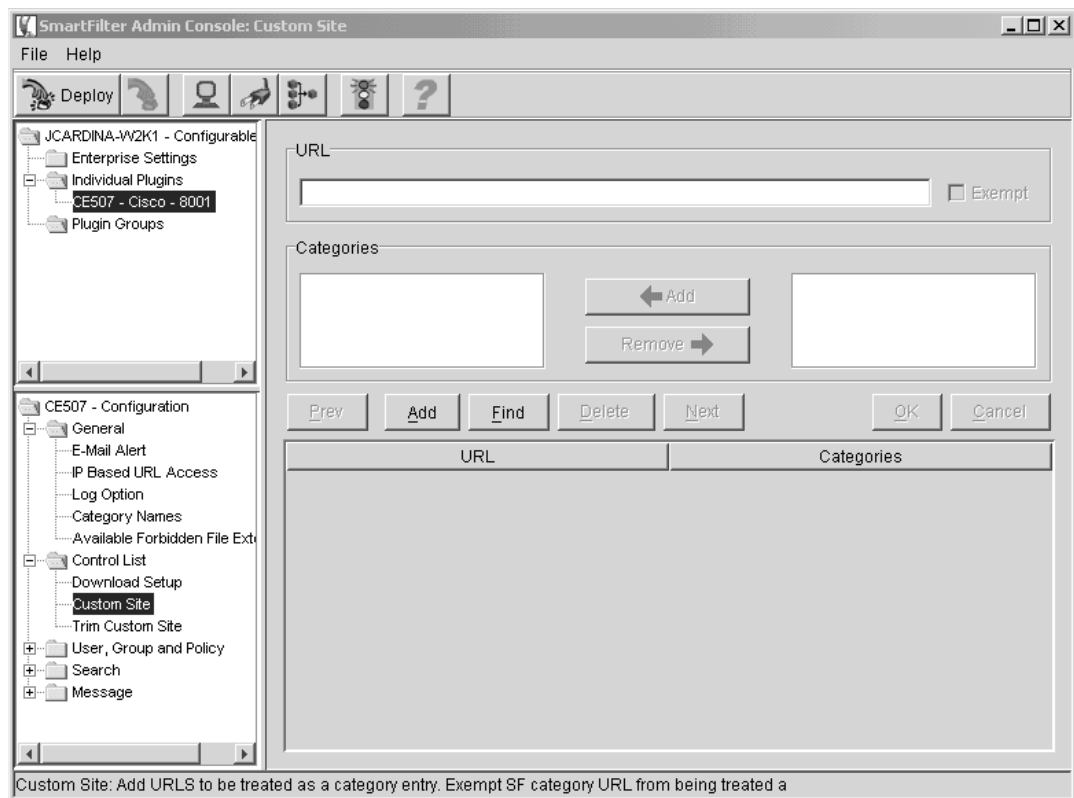 SmartFilter Admin Console: Custom Site
File Help
Deploy
JCARDINA-W2K1 - Configurable
Enterprise Settings
Individual Plugins
CE507 - Cisco - 8001
Plugin Groups
URL
Exempt
Categories
Add
Remove
CE507 - Configuration
General
E-Mail Alert
IP Based URL Access
Log Option
Category Names
Available Forbidden File Exte
Control List
Download Setup
Custom Site
Trim Custom Site
User, Group and Policy
Search
Message
Prev Add Find Delete Next OK Cancel
URL Categories
Custom Site: Add URLS to be treated as a category entry. Exempt SF category URL from being treated a